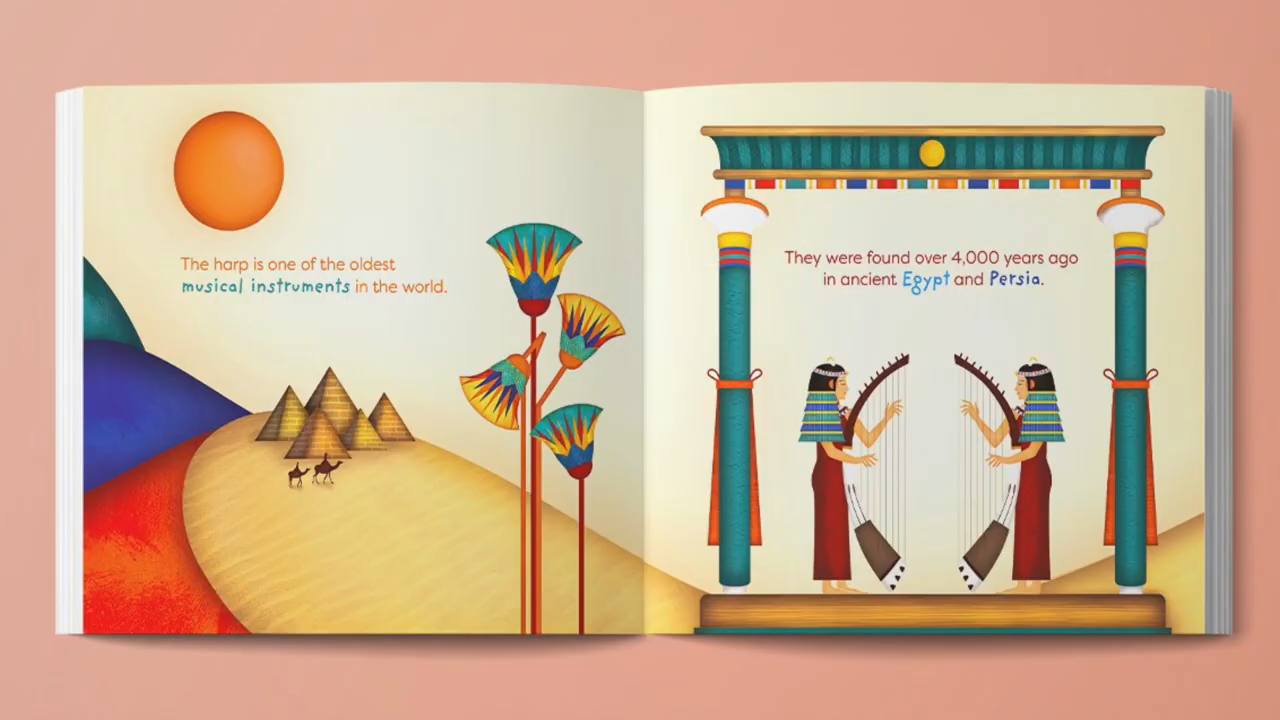 The harp is one of the oldest
musical instruments in the world.
They were found over 4,000 years ago
in ancient Egypt and Persia.